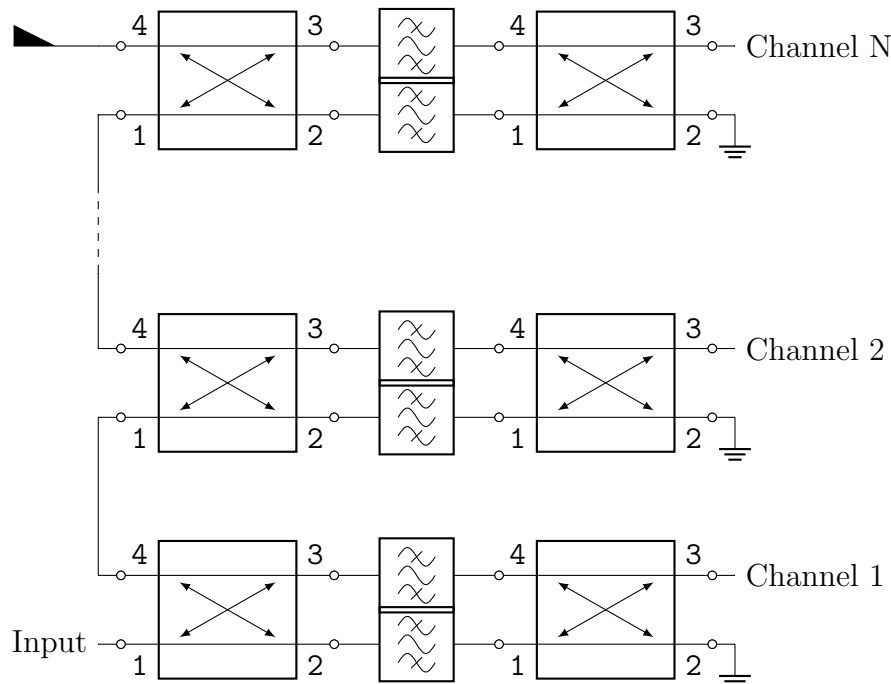 4 3 4 3 Channel N
1 2 1 2
4 3 4 3 Channel 2
1 2 1 2
4 3 4 3 Channel 1
Input 1 2 1 2